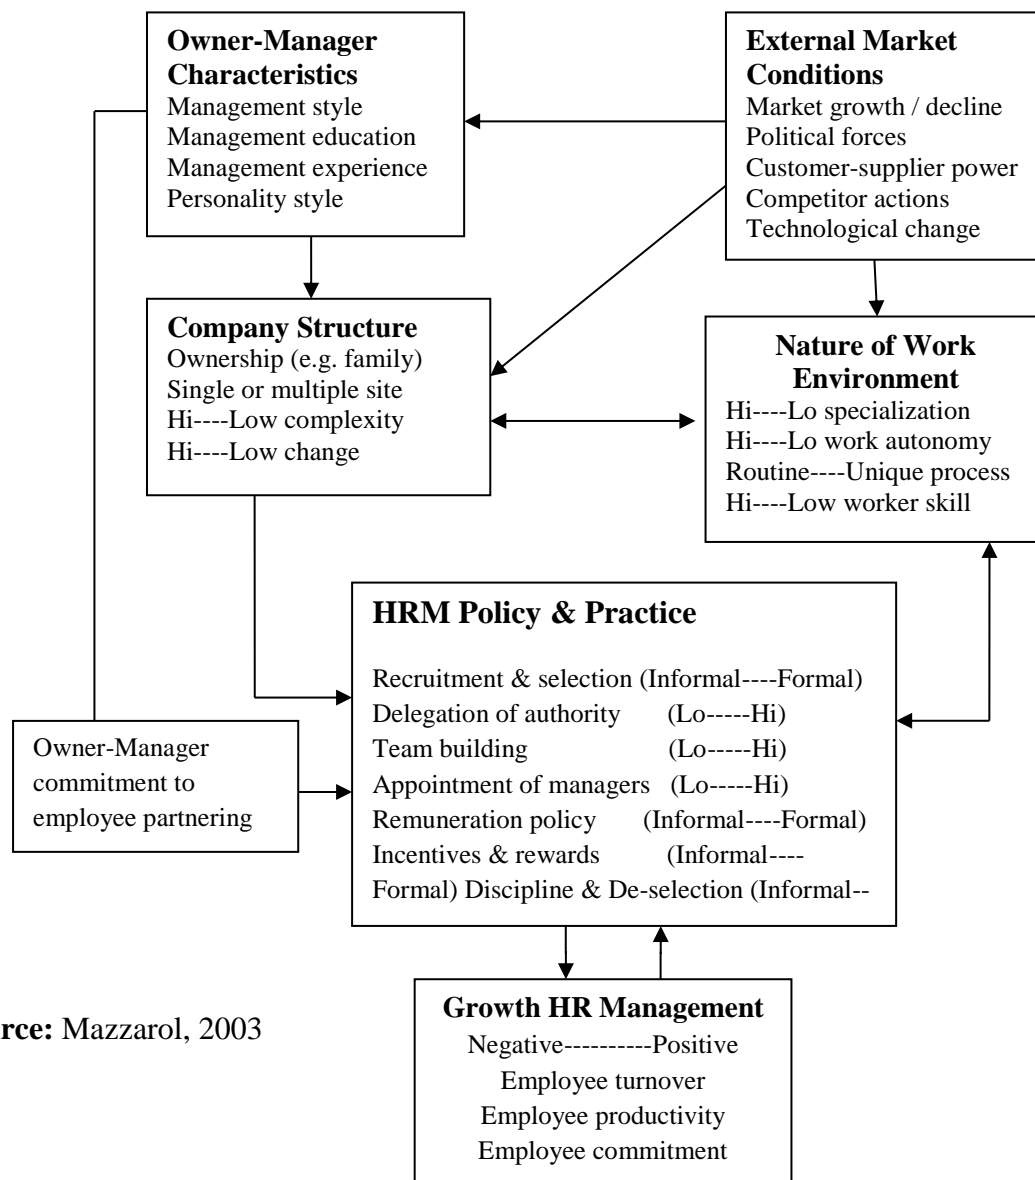 Owner-Manager
Characteristics
Management style
Management education
Management experience
Personality style
External Market
Conditions
Market growth / decline
Political forces
Customer-supplier power
Competitor actions
Technological change
Company Structure
Ownership (e.g. family)
Single or multiple site
Hi----Low complexity
Hi----Low change
Nature of Work
Environment
Hi----Lo specialization
Hi----Lo work autonomy
Routine----Unique process
Hi----Low worker skill
HRM Policy & Practice
Recruitment & selection (Informal----Formal)
Delegation of authority (Lo-----Hi)
Team building (Lo-----Hi)
Appointment of managers (Lo-----Hi)
Remuneration policy (Informal----Formal)
Incentives & rewards (Informal----
Formal) Discipline & De-selection (Informal--
Owner-Manager
commitment to
employee partnering
Growth HR Management
Negative----------Positive
Employee turnover
Employee productivity
Employee commitment
rce: Mazzarol, 2003